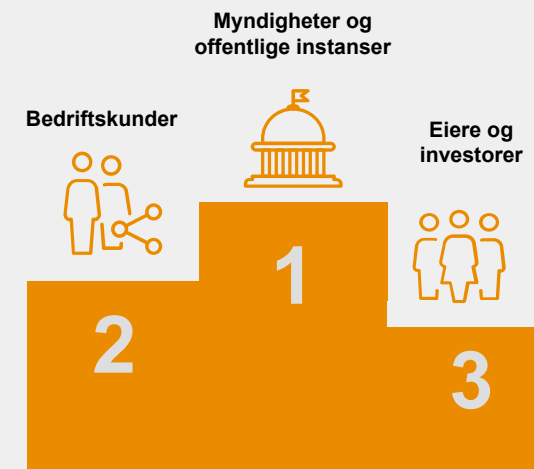 Myndigheter og
offentlige instanser
Bedriftskunder
Eiere og
investorer
1
2
3